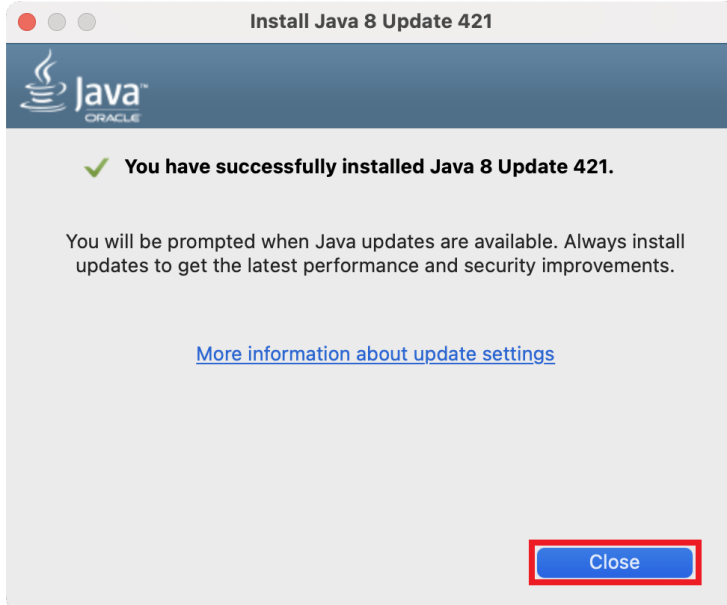 Install Java 8 Update 421
Java™
ORACLE
You have successfully installed Java 8 Update 421.
You will be prompted when Java updates are available. Always install
updates to get the latest performance and security improvements.
More information about update settings
Close